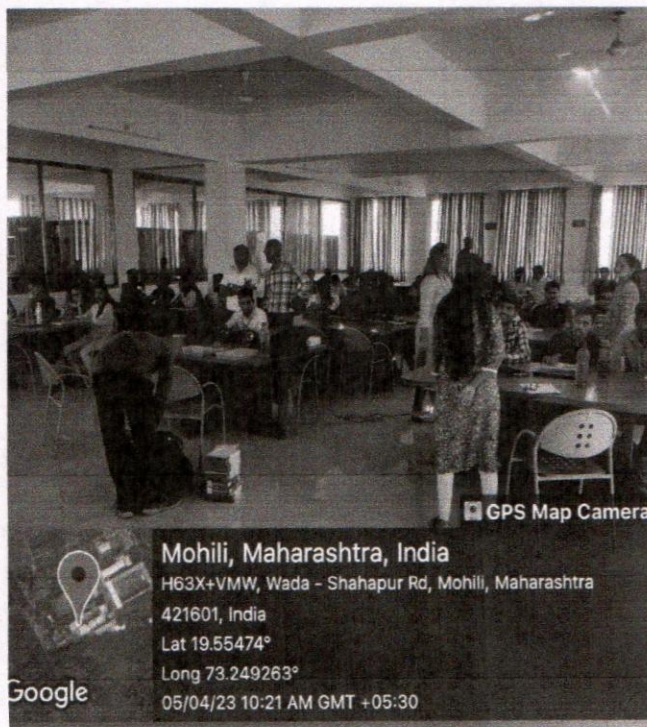 GPS Map Camera
Mohili, Maharashtra, India
H63X+VMW, Wada - Shahapur Rd, Mohili, Maharashtra
421601, India
Lat 19.55474°
Long 73.249263°
05/04/23 10:21 AM GMT +05:30
Google